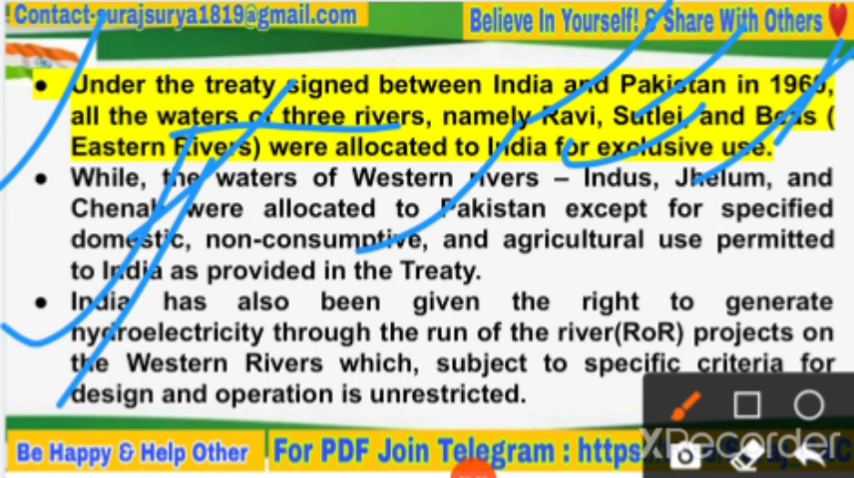 Contact-surajsurya1819@gmail.com
Believe In Yourself! & Share With Others
• Under the treaty signed between India and Pakistan in 1960,
all the waters of three rivers, namely Ravi, Sutlej, and Beas (
Eastern Rivers) were allocated to India for exclusive use.
• While, the waters of Western rivers – Indus, Jhelum, and
Chenab were allocated to Pakistan except for specified
domestic, non-consumptive, and agricultural use permitted
to India as provided in the Treaty.
• India has also been given the right to generate
hydroelectricity through the run of the river(RoR) projects on
the Western Rivers which, subject to specific criteria for
design and operation is unrestricted.
Be Happy & Help Other
For PDF Join Telegram : https
XRecorder